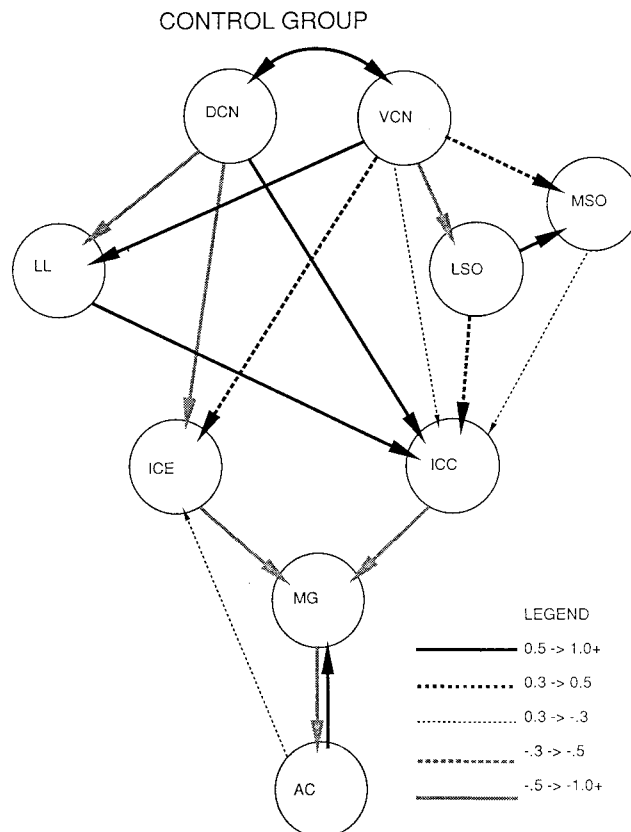 CONTROL GROUP
DCN
VCN
MSO
LL
LSO
ICE
ICC
MG
AC
LEGEND
0.5 -> 1.0+
0.3 -> 0.5
0.3 -> -.3
-.3 -> -.5
-.5 -> -1.0+